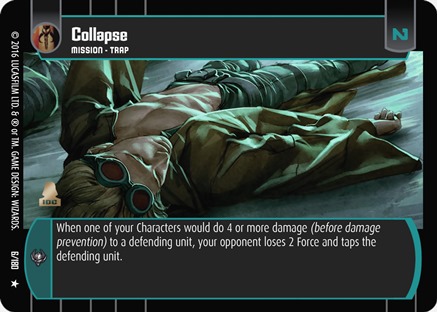 Collapse
MISSION - TRAP
N
© 2016 LUCASFILM LTD. & ® or TM. GAME DESIGN: WIZARDS.
When one of your Characters would do 4 or more damage (before damage
prevention) to a defending unit, your opponent loses 2 Force and taps the
defending unit.
6/180